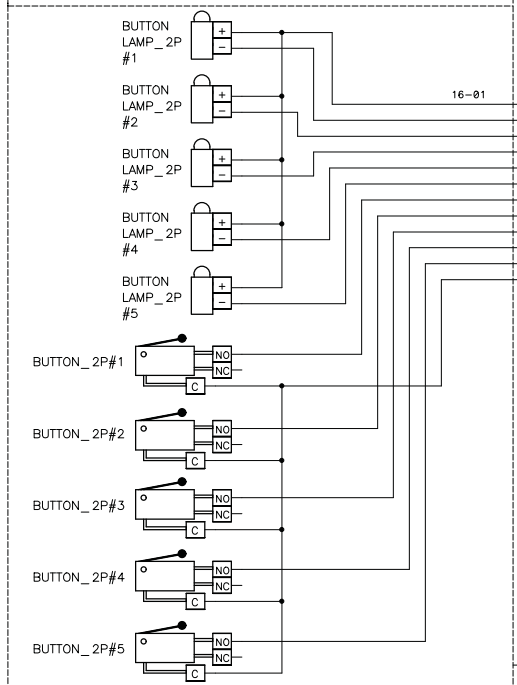 BUTTON
LAMP_2P
#1
+
−
16-01
BUTTON
LAMP_2P
#2
+
−
BUTTON
LAMP_2P
#3
+
−
BUTTON
LAMP_2P
#4
+
−
BUTTON
LAMP_2P
#5
+
−
BUTTON_2P#1
NO
NC
C
BUTTON_2P#2
NO
NC
C
BUTTON_2P#3
NO
NC
C
BUTTON_2P#4
NO
NC
C
BUTTON_2P#5
NO
NC
C